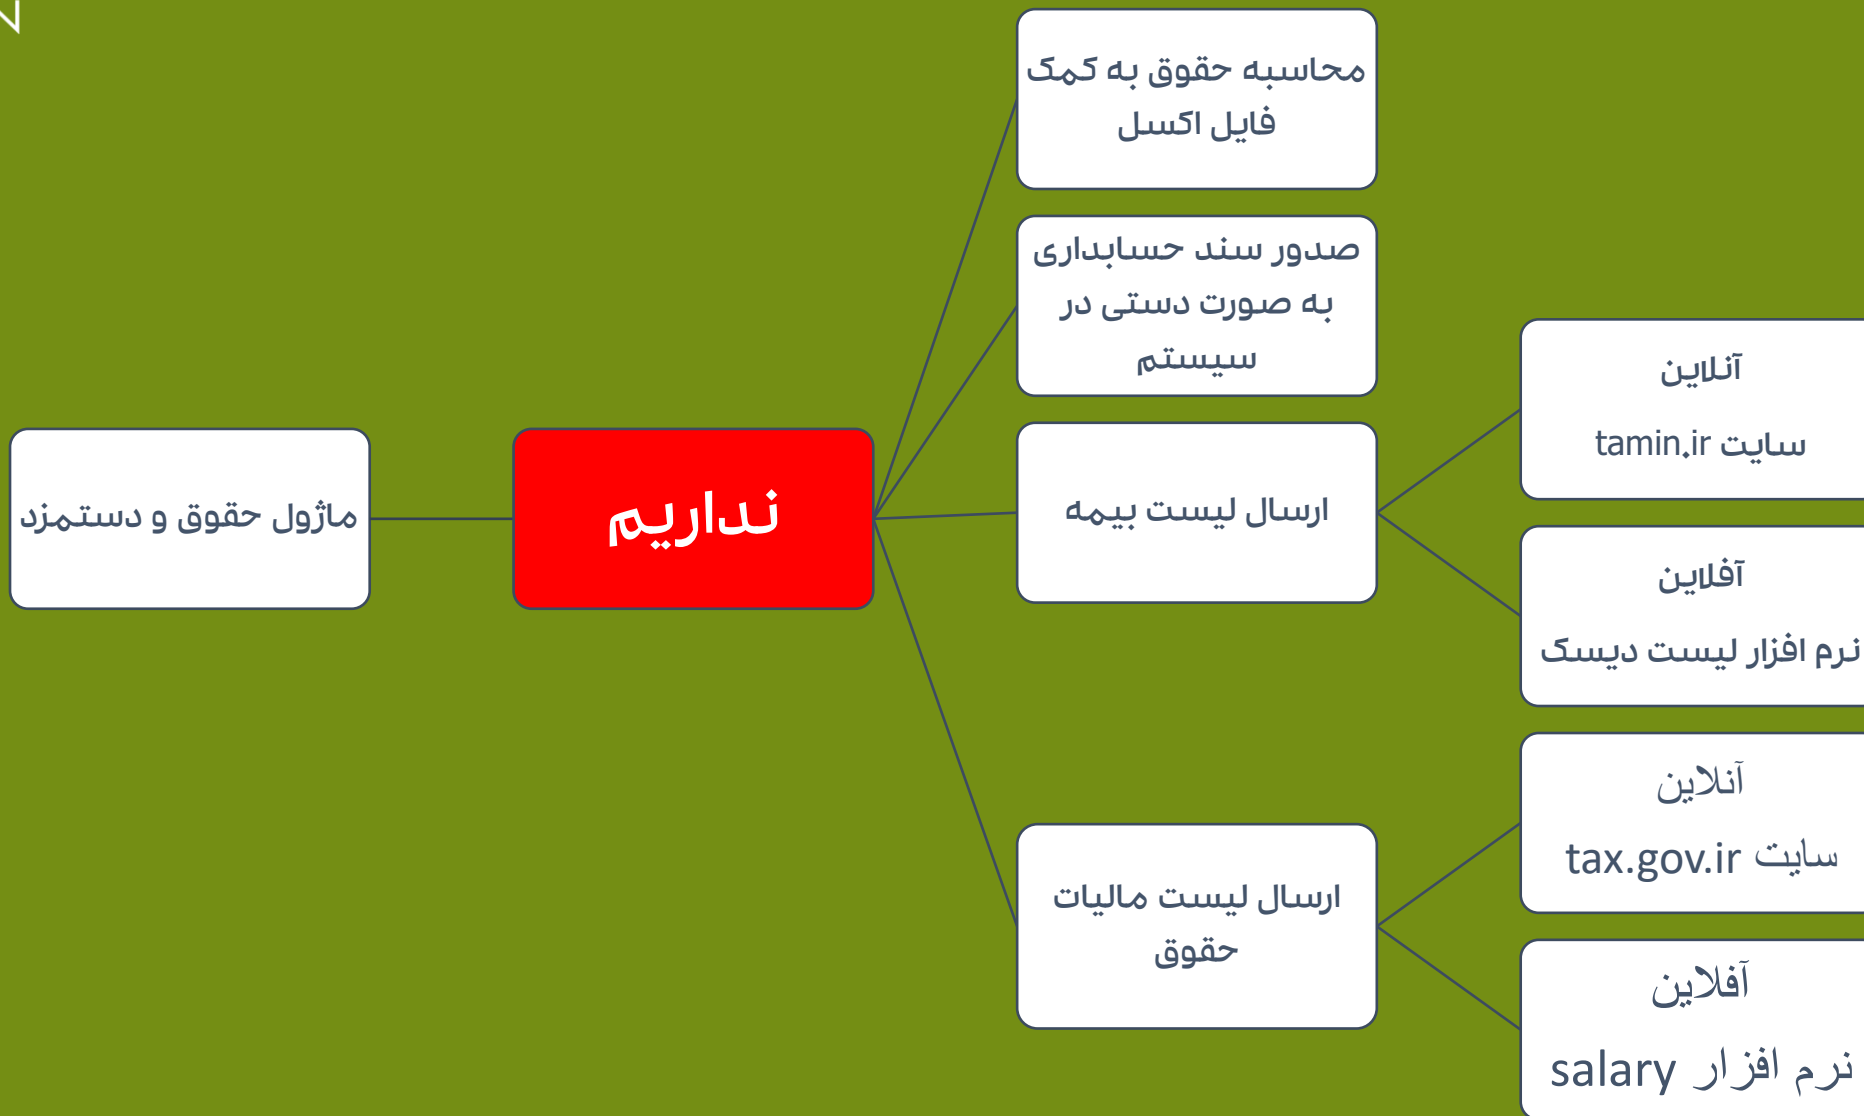 ماژول حقوق و دستمزد
نداریم
محاسبه حقوق به کمک
فایل اکسل
صدور سند حسابداری
به صورت دستی در
سیستم
ارسال لیست بیمه
آنلاین
سایت tamin.ir
آفلاین
نرم افزار لیست دیسک
ارسال لیست مالیات
حقوق
آنلاین
سایت tax.gov.ir
آفلاین
نرم افزار salary